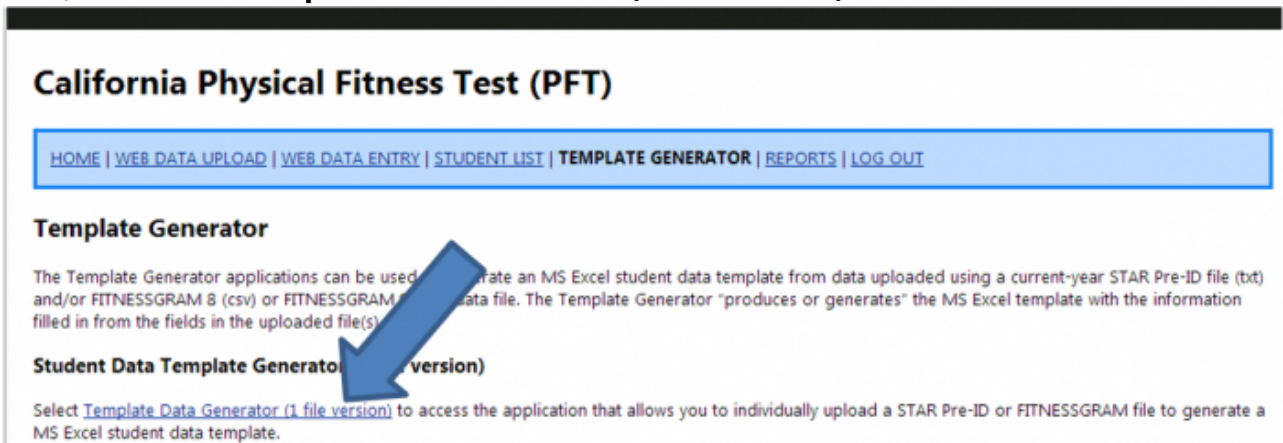 California Physical Fitness Test (PFT)
HOME | WEB DATA UPLOAD | WEB DATA ENTRY | STUDENT LIST | TEMPLATE GENERATOR | REPORTS | LOG OUT
Template Generator
The Template Generator applications can be used rate an MS Excel student data template from data uploaded using a current-year STAR Pre-ID file (txt)
and/or FITNESSGRAM 8 (csv) or FITNESSGRAM data file. The Template Generator "produces or generates" the MS Excel template with the information
filled in from the fields in the uploaded file(s)
Student Data Template Generator version)
Select Template Data Generator (1 file version) to access the application that allows you to individually upload a STAR Pre-ID or FITNESSGRAM file to generate a
MS Excel student data template.